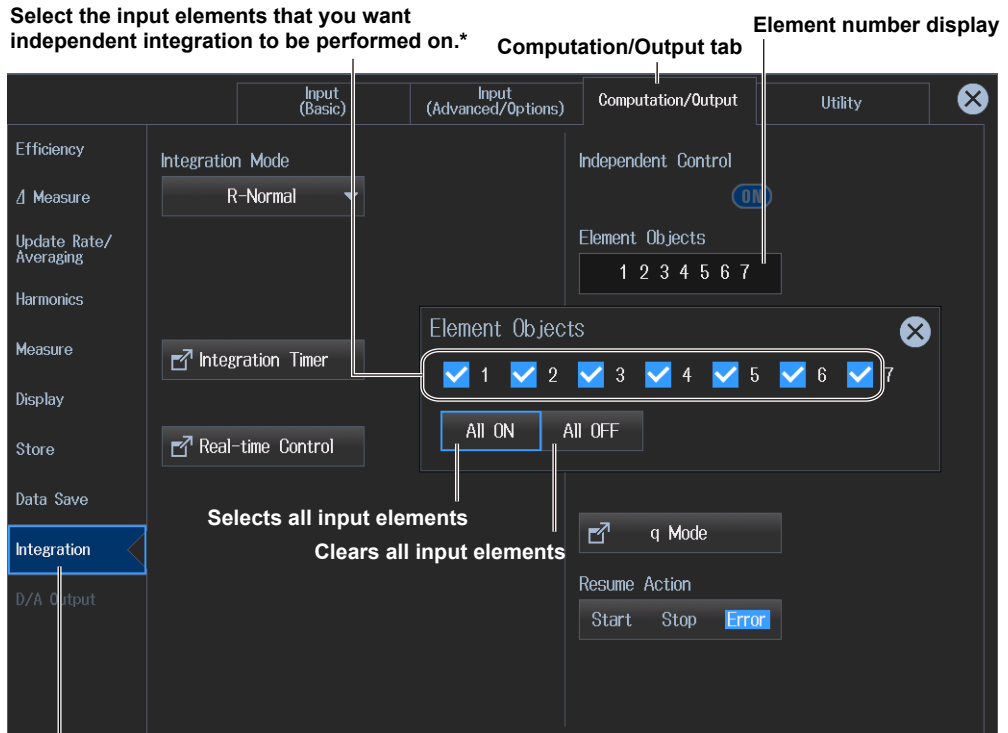 Select the input elements that you want
independent integration to be performed on.*
Computation/Output tab
Element number display
Input
(Basic)
Input
(Advanced/Options)
Computation/Output
Utility
Efficiency
Δ Measure
Update Rate/
Averaging
Harmonics
Measure
Display
Store
Data Save
Integration
D/A Output
Integration Mode
R-Normal
Integration Timer
Real-time Control
Independent Control
ON
Element Objects
1 2 3 4 5 6 7
Element Objects
1 2 3 4 5 6 7
All ON All OFF
Selects all input elements
Clears all input elements
q Mode
Resume Action
Start Stop Error